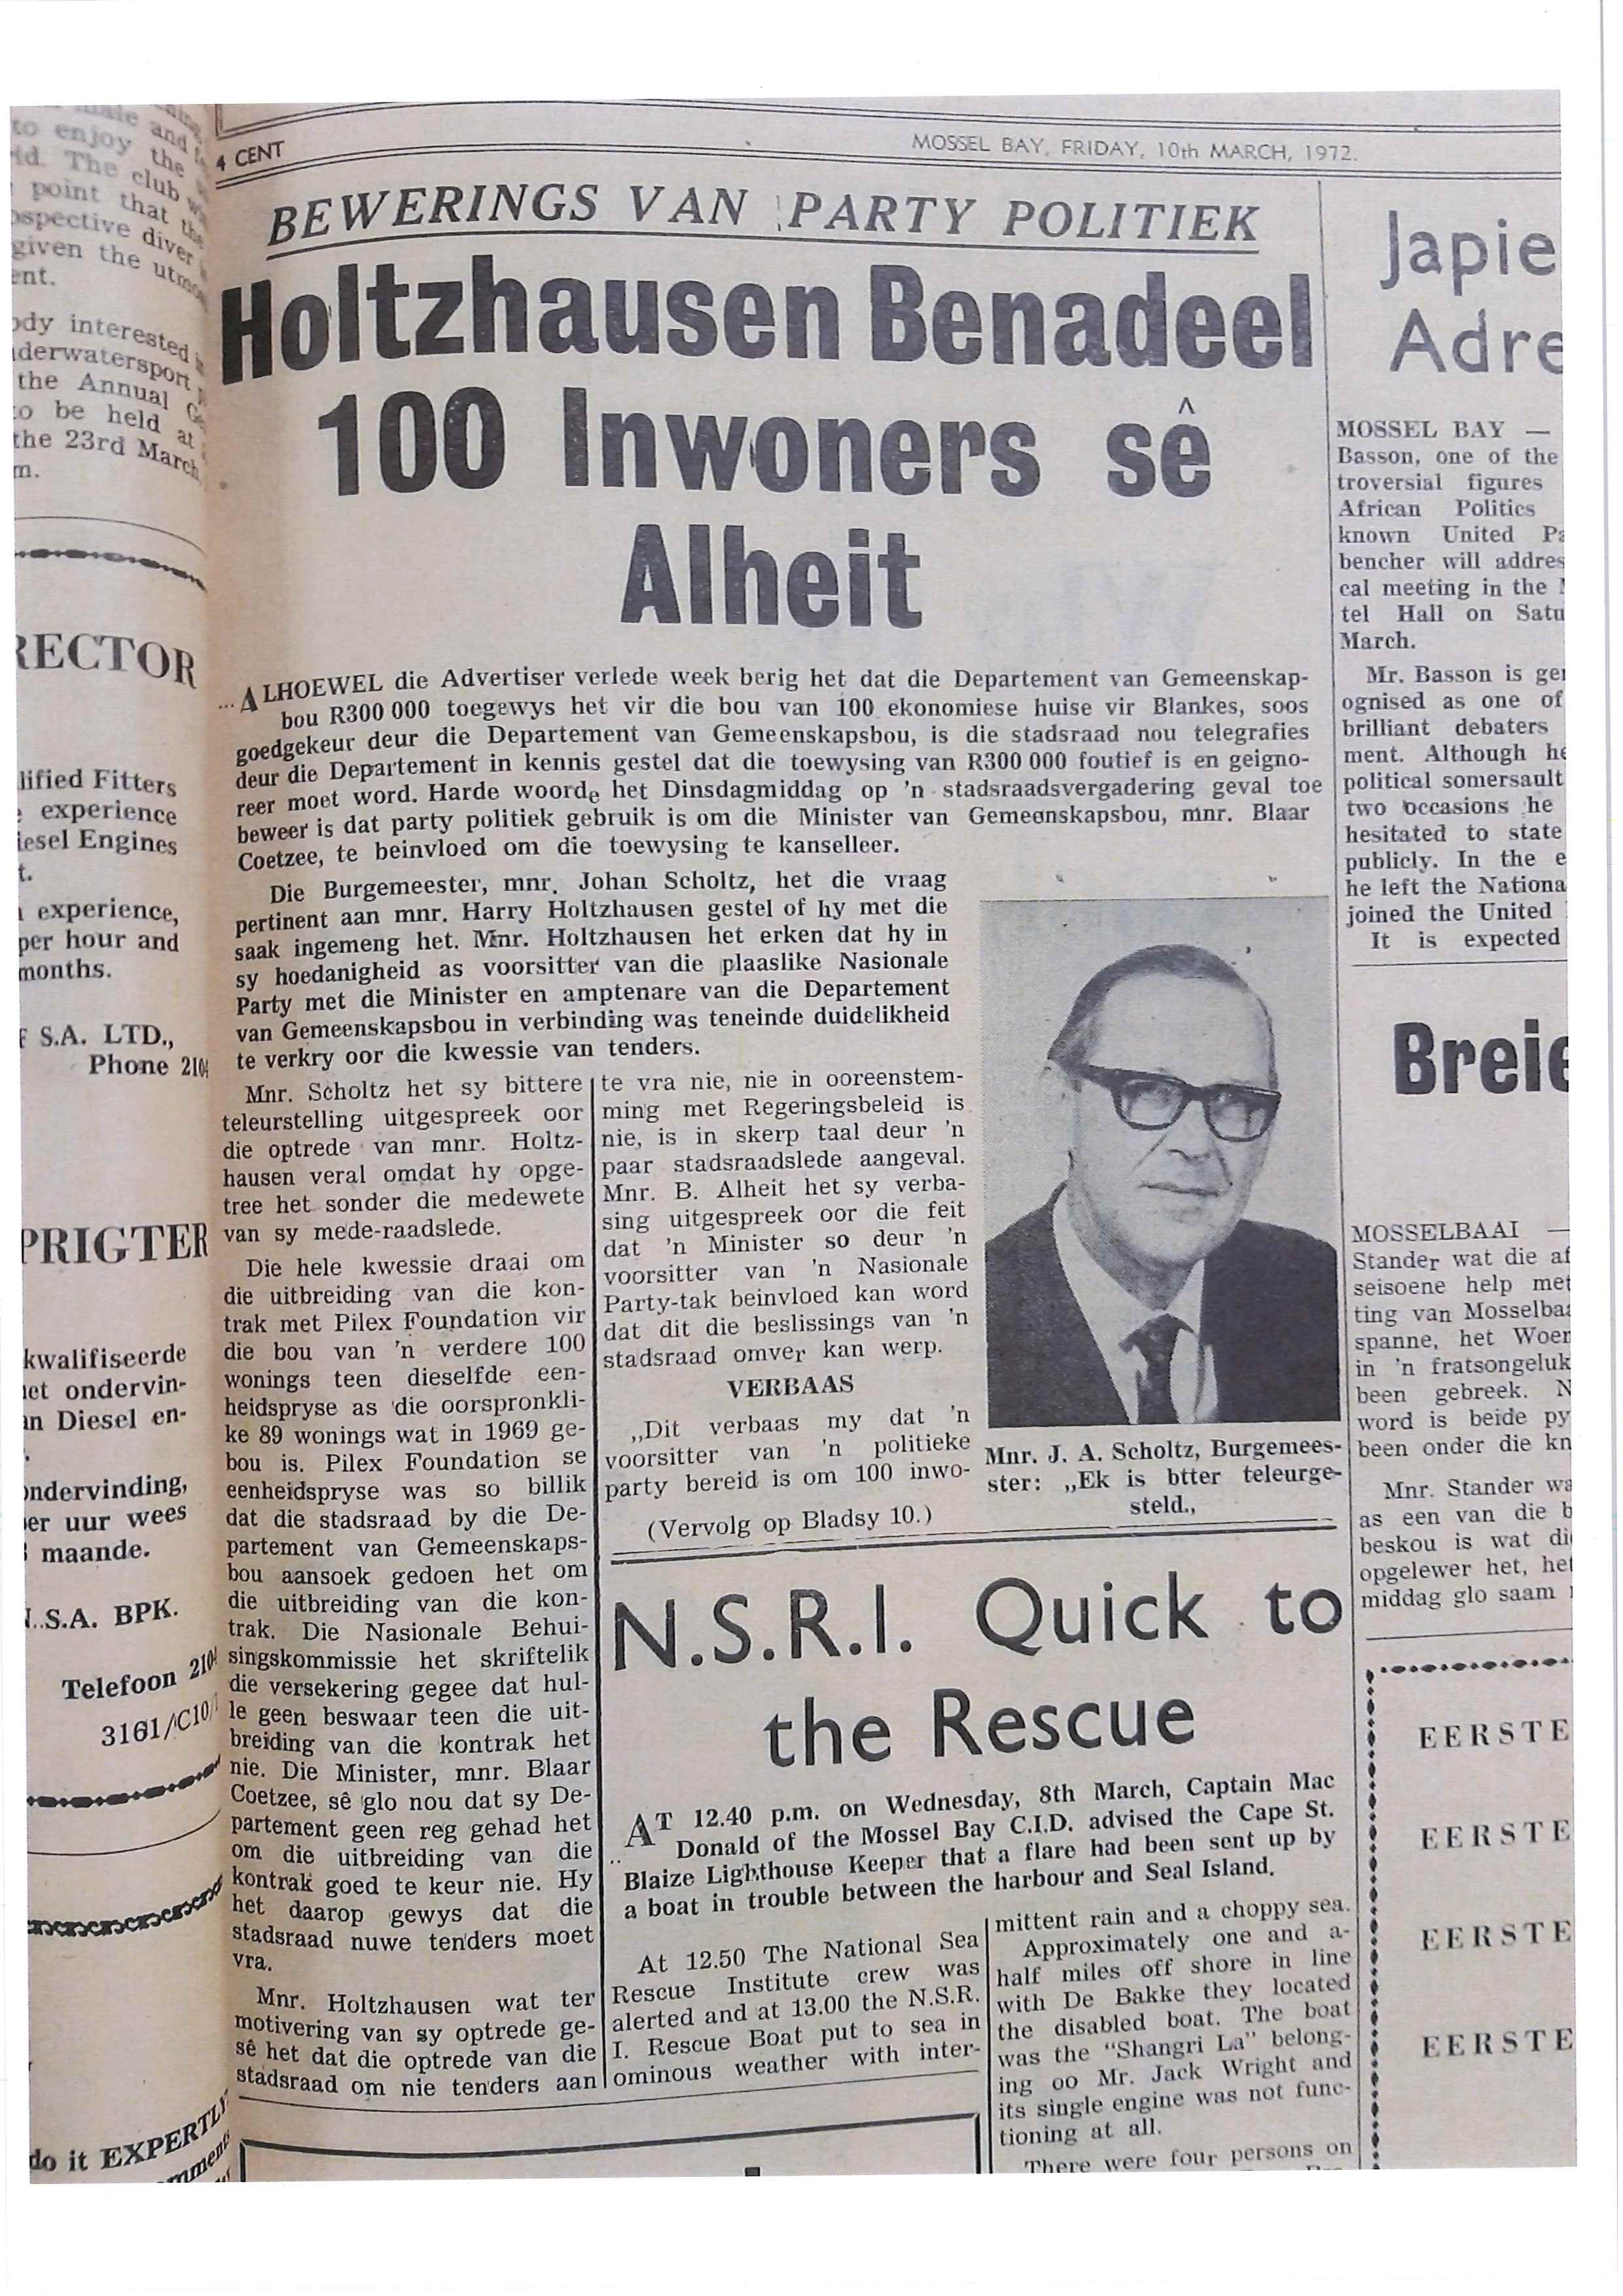 to enjoy the
The club
point that the
diver
given the
ent.
interested
the Annual
to be held at
the 23rd March
m.
RECTOR
lified Fitters
experience
iesel Engines
t.
experience,
per hour and
months.
S.A. LTD.,
Phone 2104
PRIGTER
kwalifiseerde
et ondervin-
an Diesel en-
ondervinding,
er uur wees
maande.
S.A. BPK.
Telefoon 2104
3161/C10/
do it EXPERTLY
4 CENT
MOSSEL BAY, FRIDAY, 10th MARCH, 1972.
BEWERINGS VAN PARTY POLITIEK
Holtzhausen Benadeel
100 Inwoners sê
Alheit
ALHOEWEL die Advertiser verlede week berig het dat die Departement van Gemeenskap-
bou R300 000 toegewys het vir die bou van 100 ekonomiese huise vir Blankes, soos
goedgekeur deur die Departement van Gemeenskapsbou, is die stadsraad nou telegrafies
deur die Departement in kennis gestel dat die toewysing van R300 000 foutief is en geigno-
reer moet word. Harde woorde het Dinsdagmiddag op 'n stadsraadsvergadering geval toe
beweer is dat party politiek gebruik is om die Minister van Gemeenskapsbou, mnr. Blaar
Coetzee, te beinvloed om die toewysing te kanselleer.
Die Burgemeester, mnr. Johan Scholtz, het die vraag
pertinent aan mnr. Harry Holtzhausen gestel of hy met die
saak ingemeng het. Mnr. Holtzhausen het erken dat hy in
sy hoedanigheid as voorsitter van die plaaslike Nasionale
Party met die Minister en amptenare van die Departement
van Gemeenskapsbou in verbinding was teneinde duidelikheid
te verkry oor die kwessie van tenders.
Mnr. Scholtz het sy bittere
teleurstelling uitgespreek oor
die optrede van mnr. Holtz-
hausen veral omdat hy opge-
tree het sonder die medewete
van sy mede-raadslede.
Die hele kwessie draai om
die uitbreiding van die kon-
trak met Pilex Foundation vir
die bou van 'n verdere 100
wonings teen dieselfde een-
heidspryse as die oorspronkli-
ke 89 wonings wat in 1969 ge-
bou is. Pilex Foundation se
eenheidspryse was so billik
dat die stadsraad by die De-
partement van Gemeenskaps-
bou aansoek gedoen het om
die uitbreiding van die kon-
trak. Die Nasionale Behui-
singskommissie het skriftelik
die versekering gegee dat hul-
le geen beswaar teen die uit-
breiding van die kontrak het
nie. Die Minister, mnr. Blaar
Coetzee, sê glo nou dat sy De-
partement geen reg gehad het
om die uitbreiding van die
kontrak goed te keur nie. Hy
het daarop gewys dat die
stadsraad nuwe tenders moet
vra.
Mnr. Holtzhausen wat ter
motivering van sy optrede ge-
sê het dat die optrede van die
stadsraad om nie tenders aan
te vra nie, nie in ooreenstem-
ming met Regeringsbeleid is
nie, is in skerp taal deur 'n
paar stadsraadslede aangeval.
Mnr. B. Alheit het sy verba-
sing uitgespreek oor die feit
dat 'n Minister so deur 'n
voorsitter van 'n Nasionale
Party-tak beinvloed kan word
dat dit die beslissings van 'n
stadsraad omver kan werp.
VERBAAS
„Dit verbaas my dat 'n
voorsitter van 'n politieke
party bereid is om 100 inwo-
(Vervolg op Bladsy 10.)
Mnr. J. A. Scholtz, Burgemees-
ster: „Ek is btter teleurge-
steld.,
N.S.R.I. Quick to
the Rescue
AT 12.40 p.m. on Wednesday, 8th March, Captain Mac
Donald of the Mossel Bay C.I.D. advised the Cape St.
Blaize Lighthouse Keeper that a flare had been sent up by
a boat in trouble between the harbour and Seal Island.
At 12.50 The National Sea
Rescue Institute crew was
alerted and at 13.00 the N.S.R.
I. Rescue Boat put to sea in
ominous weather with inter-
mittent rain and a choppy sea.
Approximately one and a-
half miles off shore in line
with De Bakke they located
the disabled boat. The boat
was the "Shangri La" belong-
ing oo Mr. Jack Wright and
its single engine was not func-
tioning at all.
There were four persons on
Japie
Adre
MOSSEL BAY —
Basson, one of the
troversial figures
African Politics
known United Pa
bencher will addres
cal meeting in the
tel Hall on Satu
March.
Mr. Basson is ge
ognised as one of
brilliant debaters
ment. Although he
political somersault
two occasions he
hesitated to state
publicly. In the e
he left the Nationa
joined the United
It is expected
Breie
MOSSELBAAI —
Stander wat die af
seisoene help met
ting van Mosselbaa
spanne, het Woer
in 'n fratsongeluk
been gebreek. N
word is beide py
been onder die kn
Mnr. Stander wa
as een van die b
beskou is wat di
opgelewer het, het
middag glo saam
EERSTE
EERSTE
EERSTE
EERSTE